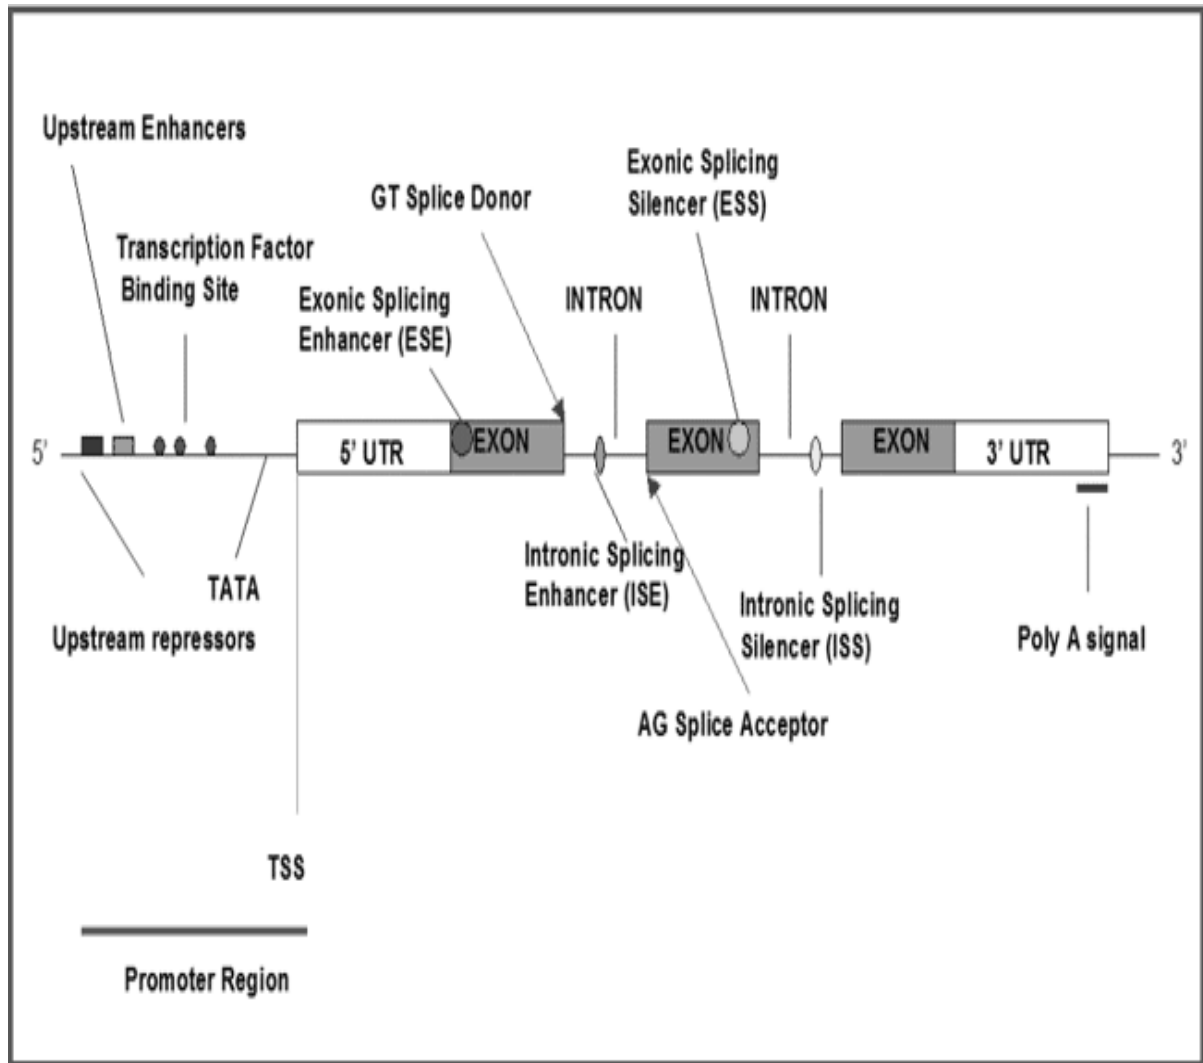 Upstream Enhancers
Transcription Factor
Binding Site
Exonic Splicing
Enhancer (ESE)
GT Splice Donor
INTRON
Exonic Splicing
Silencer (ESS)
INTRON
5’
5’ UTR
EXON
EXON
EXON
3’ UTR
3’
TATA
Upstream repressors
Intronic Splicing
Enhancer (ISE)
Intronic Splicing
Silencer (ISS)
Poly A signal
AG Splice Acceptor
TSS
Promoter Region